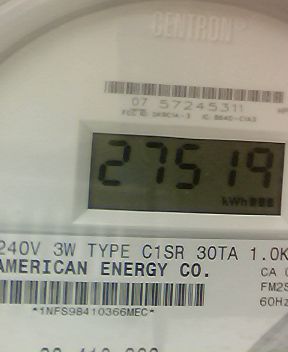 CENTRON
07 57245311
27519
kWh
240V 3W TYPE C1SR 30TA 1.0K
AMERICAN ENERGY CO.
CA
FM2S
60Hz
*1NFS98410366MEC*